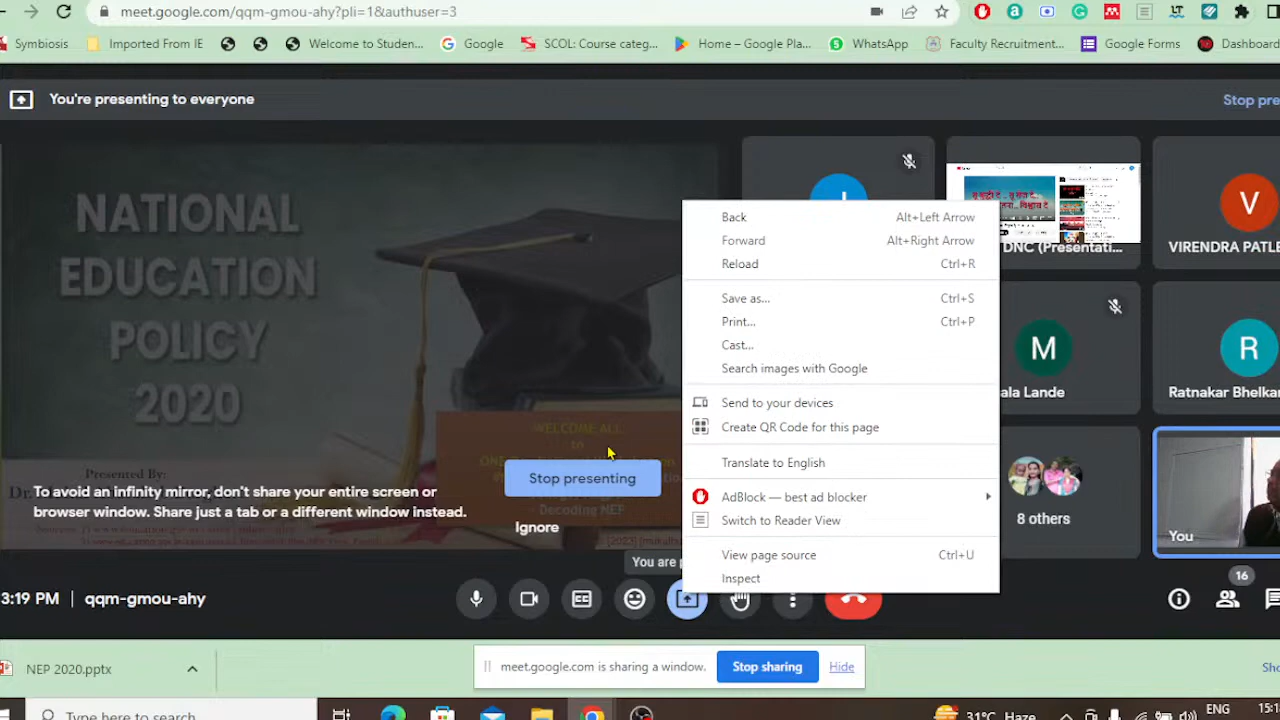 meet.google.com/qqm-gmou-ahy?pli=1&authuser=3
Symbiosis Imported From IE Welcome to Studen... Google SCOL: Course categ... Home – Google Pla... WhatsApp Faculty Recruitment... Google Forms Dashboard
You're presenting to everyone Stop pre
NATIONAL
EDUCATION
POLICY
2020
WELCOME ALL
to
Presented By:
- Decoding NEP
To avoid an infinity mirror, don't share your entire screen or
browser window. Share just a tab or a different window instead.
Stop presenting
Ignore
Back Alt+Left Arrow
Forward Alt+Right Arrow
Reload Ctrl+R
Save as... Ctrl+S
Print... Ctrl+P
Cast...
Search images with Google
Send to your devices
Create QR Code for this page
Translate to English
AdBlock — best ad blocker
Switch to Reader View
View page source Ctrl+U
Inspect
DNC (Presentati...
V
VIRENDRA PATLE
M
ala Lande
R
Ratnakar Bhelkar
8 others
You
You are p
3:19 PM | qqm-gmou-ahy
16
NEP 2020.pptx
meet.google.com is sharing a window. Stop sharing Hide
Sho
Type here to search
31°C Haze
ENG
15:1